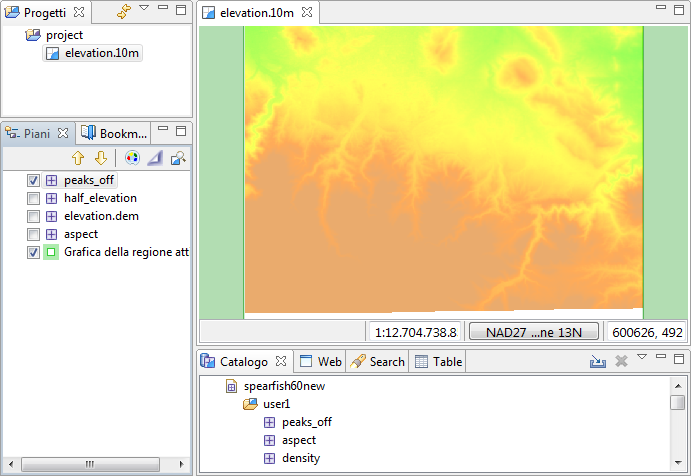 Progetti
project
elevation.10m
Piani
Bookm...
peaks_off
half_elevation
elevation.dem
aspect
Grafica della regione att
elevation.10m
1:12.704.738.8
NAD27 ...ne 13N
600626, 492
Catalogo
Web
Search
Table
spearfish60new
user1
peaks_off
aspect
density